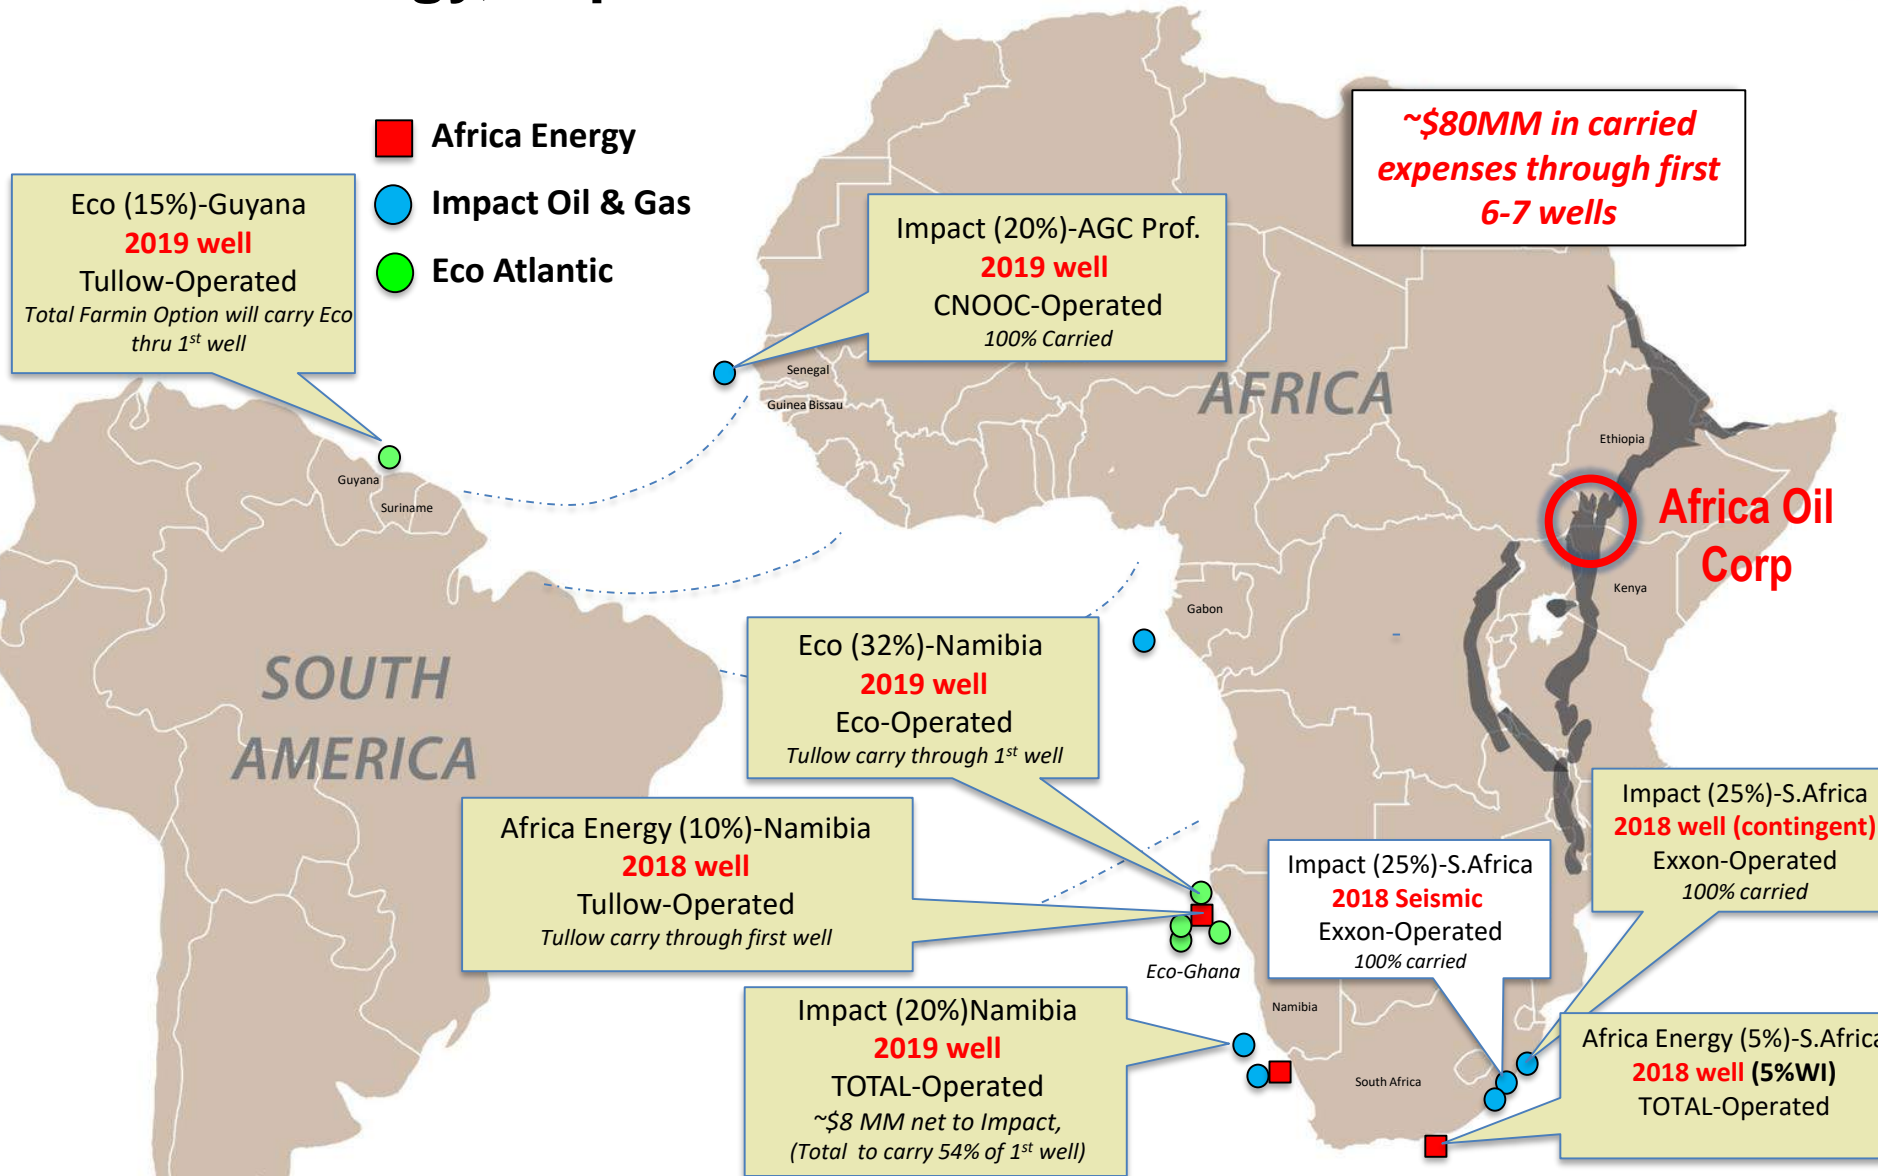 Africa Energy
Impact Oil & Gas
Eco Atlantic
~$80MM in carried
expenses through first
6-7 wells
Eco (15%)-Guyana
2019 well
Tullow-Operated
Total Farmin Option will carry Eco
thru 1st well
Impact (20%)-AGC Prof.
2019 well
CNOOC-Operated
100% Carried
Senegal
Guinea Bissau
AFRICA
Ethiopia
Guyana
Suriname
Africa Oil
Corp
Kenya
Gabon
SOUTH
AMERICA
Eco (32%)-Namibia
2019 well
Eco-Operated
Tullow carry through 1st well
Africa Energy (10%)-Namibia
2018 well
Tullow-Operated
Tullow carry through first well
Impact (25%)-S.Africa
2018 well (contingent)
Exxon-Operated
100% carried
Impact (25%)-S.Africa
2018 Seismic
Exxon-Operated
100% carried
Eco-Ghana
Namibia
South Africa
Impact (20%)Namibia
2019 well
TOTAL-Operated
~$8 MM net to Impact,
(Total to carry 54% of 1st well)
Africa Energy (5%)-S.Africa
2018 well (5%WI)
TOTAL-Operated